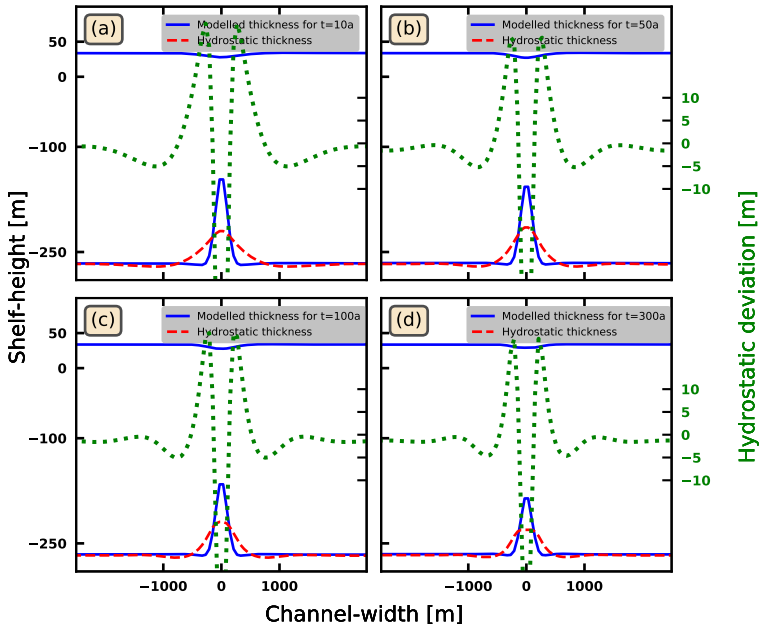 (a)
Modelled thickness for t=10a
Hydrostatic thickness
(b)
Modelled thickness for t=50a
Hydrostatic thickness
50
0
−100
−250
10
5
0
−5
−10
(c)
Modelled thickness for t=100a
Hydrostatic thickness
(d)
Modelled thickness for t=300a
Hydrostatic thickness
50
0
−100
−250
10
5
0
−5
−10
−1000 0 1000
−1000 0 1000
Shelf-height [m]
Hydrostatic deviation [m]
Channel-width [m]